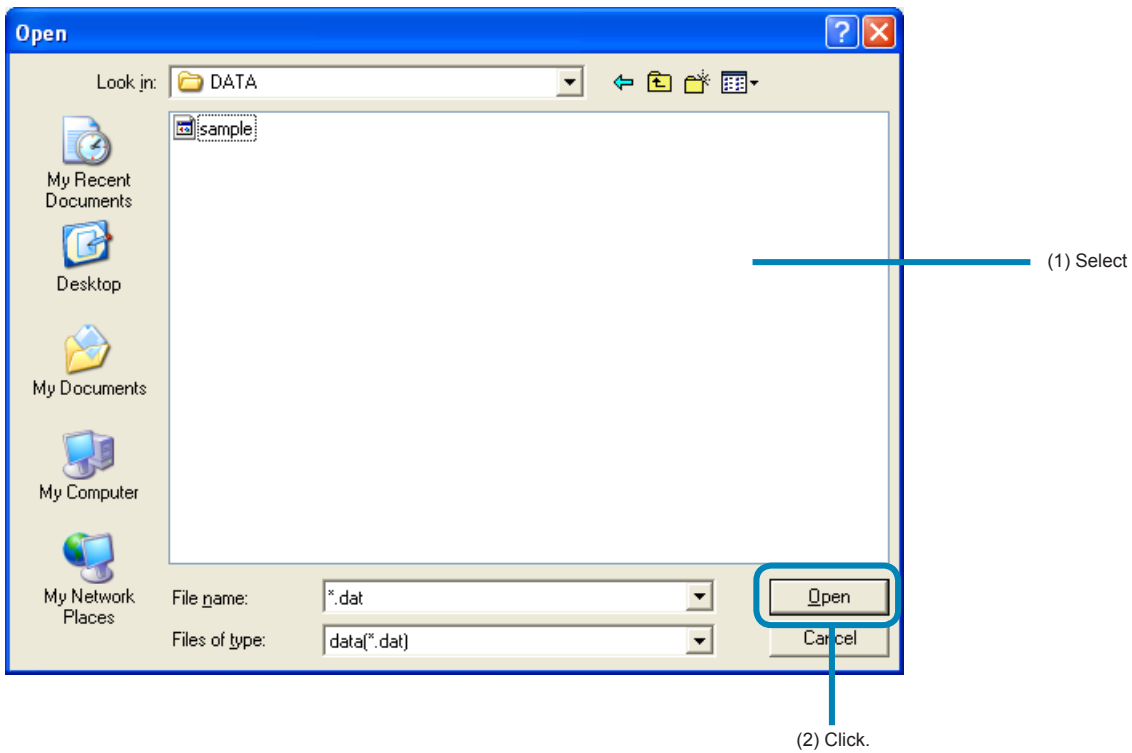 Open
Look in: DATA
sample
My Recent
Documents
Desktop
My Documents
My Computer
My Network
Places
File name: *.dat
Open
Files of type: data(*.dat)
Cancel
(1) Select
(2) Click.